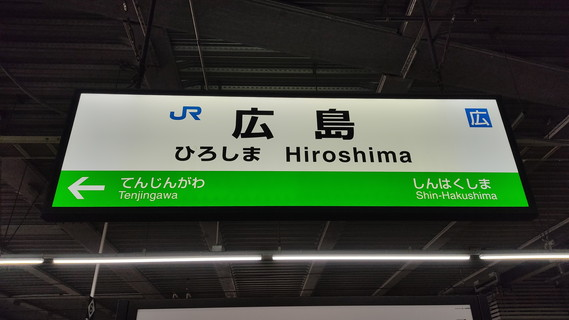 JR 広島 広
ひろしま Hiroshima
← てんじんがわ しんはくしま
Tenjingawa Shin-Hakushima